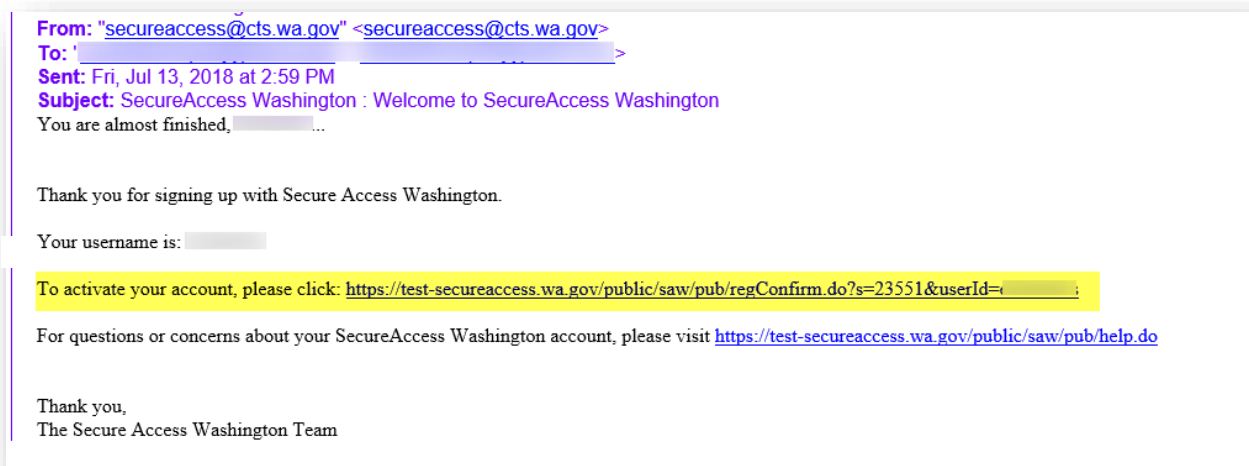 From: "secureaccess@cts.wa.gov" <secureaccess@cts.wa.gov>
To: ' >
Sent: Fri, Jul 13, 2018 at 2:59 PM
Subject: SecureAccess Washington : Welcome to SecureAccess Washington
You are almost finished, ...
Thank you for signing up with Secure Access Washington.
Your username is:
To activate your account, please click: https://test-secureaccess.wa.gov/public/saw/pub/regConfirm.do?s=23551&userId=
For questions or concerns about your SecureAccess Washington account, please visit https://test-secureaccess.wa.gov/public/saw/pub/help.do
Thank you,
The Secure Access Washington Team